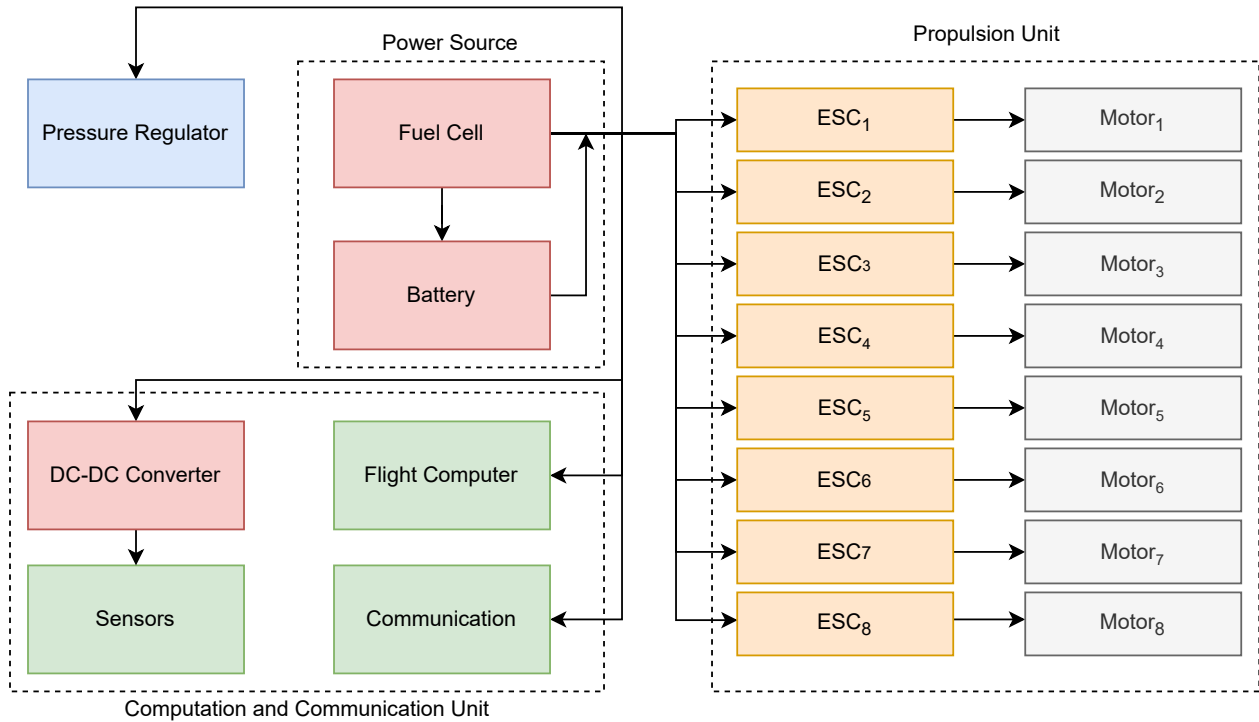 Power Source
Propulsion Unit
Pressure Regulator
Fuel Cell
Battery
DC-DC Converter
Flight Computer
Sensors
Communication
Computation and Communication Unit
ESC₁
Motor₁
ESC₂
Motor₂
ESC₃
Motor₃
ESC₄
Motor₄
ESC₅
Motor₅
ESC₆
Motor₆
ESC₇
Motor₇
ESC₈
Motor₈